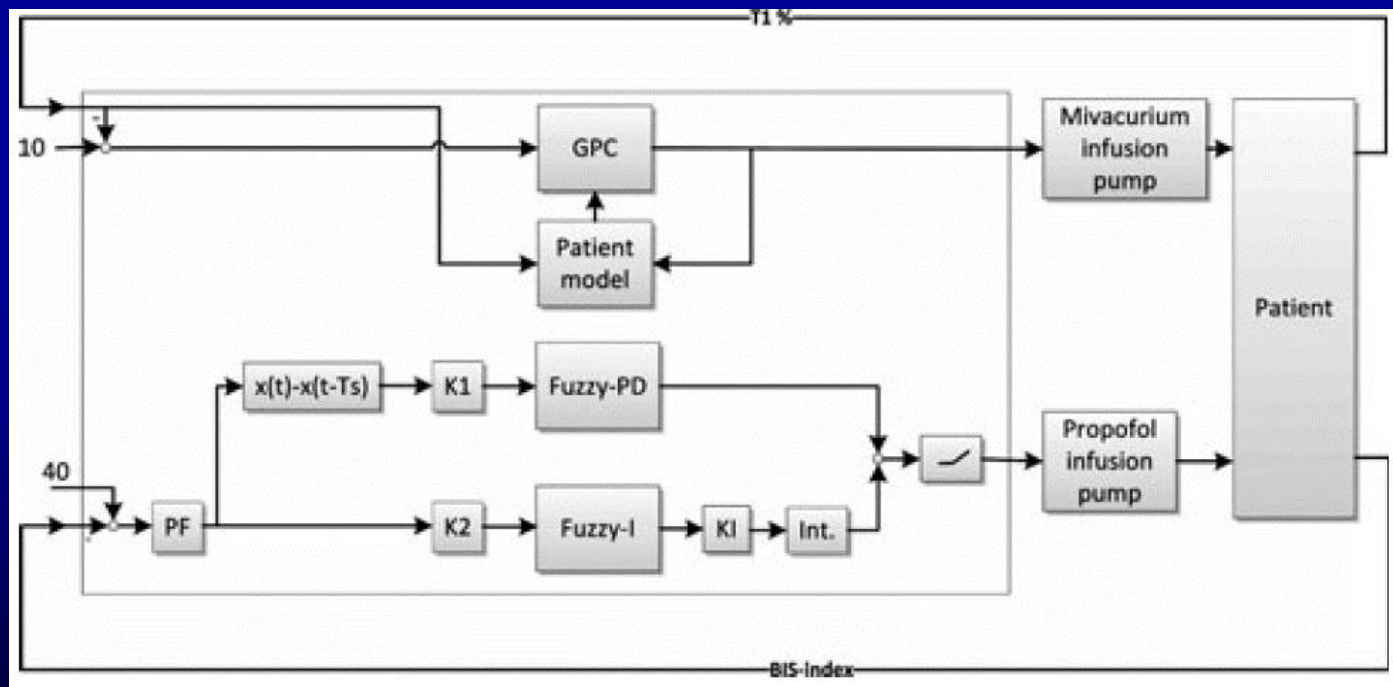 T1 %
10
GPC
Mivacurium
infusion
pump
Patient
model
Patient
x(t)-x(t-Ts)
K1
Fuzzy-PD
40
PF
K2
Fuzzy-I
KI
Int.
Propofol
infusion
pump
BIS-index